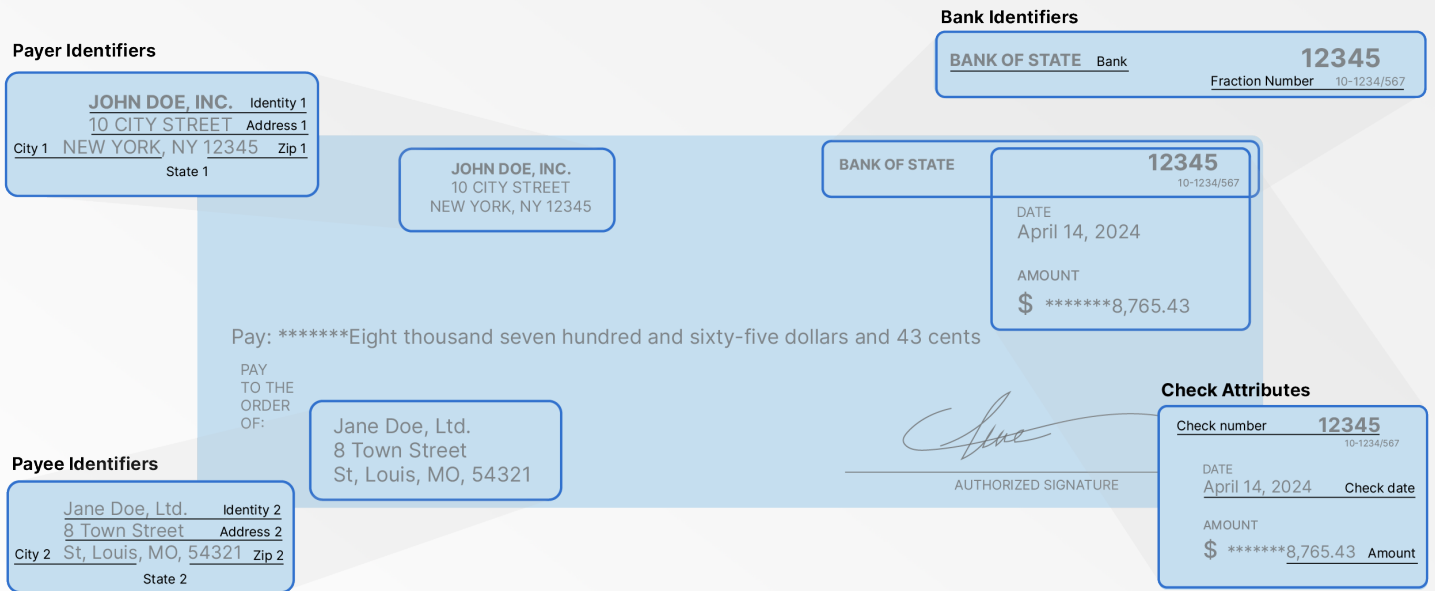 Bank Identifiers
BANK OF STATE Bank 12345
Fraction Number 10-1234/567
Payer Identifiers
JOHN DOE, INC. Identity 1
10 CITY STREET Address 1
City 1 NEW YORK, NY 12345 Zip 1
State 1
JOHN DOE, INC.
10 CITY STREET
NEW YORK, NY 12345
BANK OF STATE 12345
10-1234/567
DATE
April 14, 2024
AMOUNT
$ *******8,765.43
Pay: *******Eight thousand seven hundred and sixty-five dollars and 43 cents
PAY
TO THE
ORDER
OF:
Jane Doe, Ltd.
8 Town Street
St, Louis, MO, 54321
AUTHORIZED SIGNATURE
Payee Identifiers
Jane Doe, Ltd. Identity 2
8 Town Street Address 2
City 2 St, Louis, MO, 54321 Zip 2
State 2
Check Attributes
Check number 12345
10-1234/567
DATE
April 14, 2024 Check date
AMOUNT
$ *******8,765.43 Amount